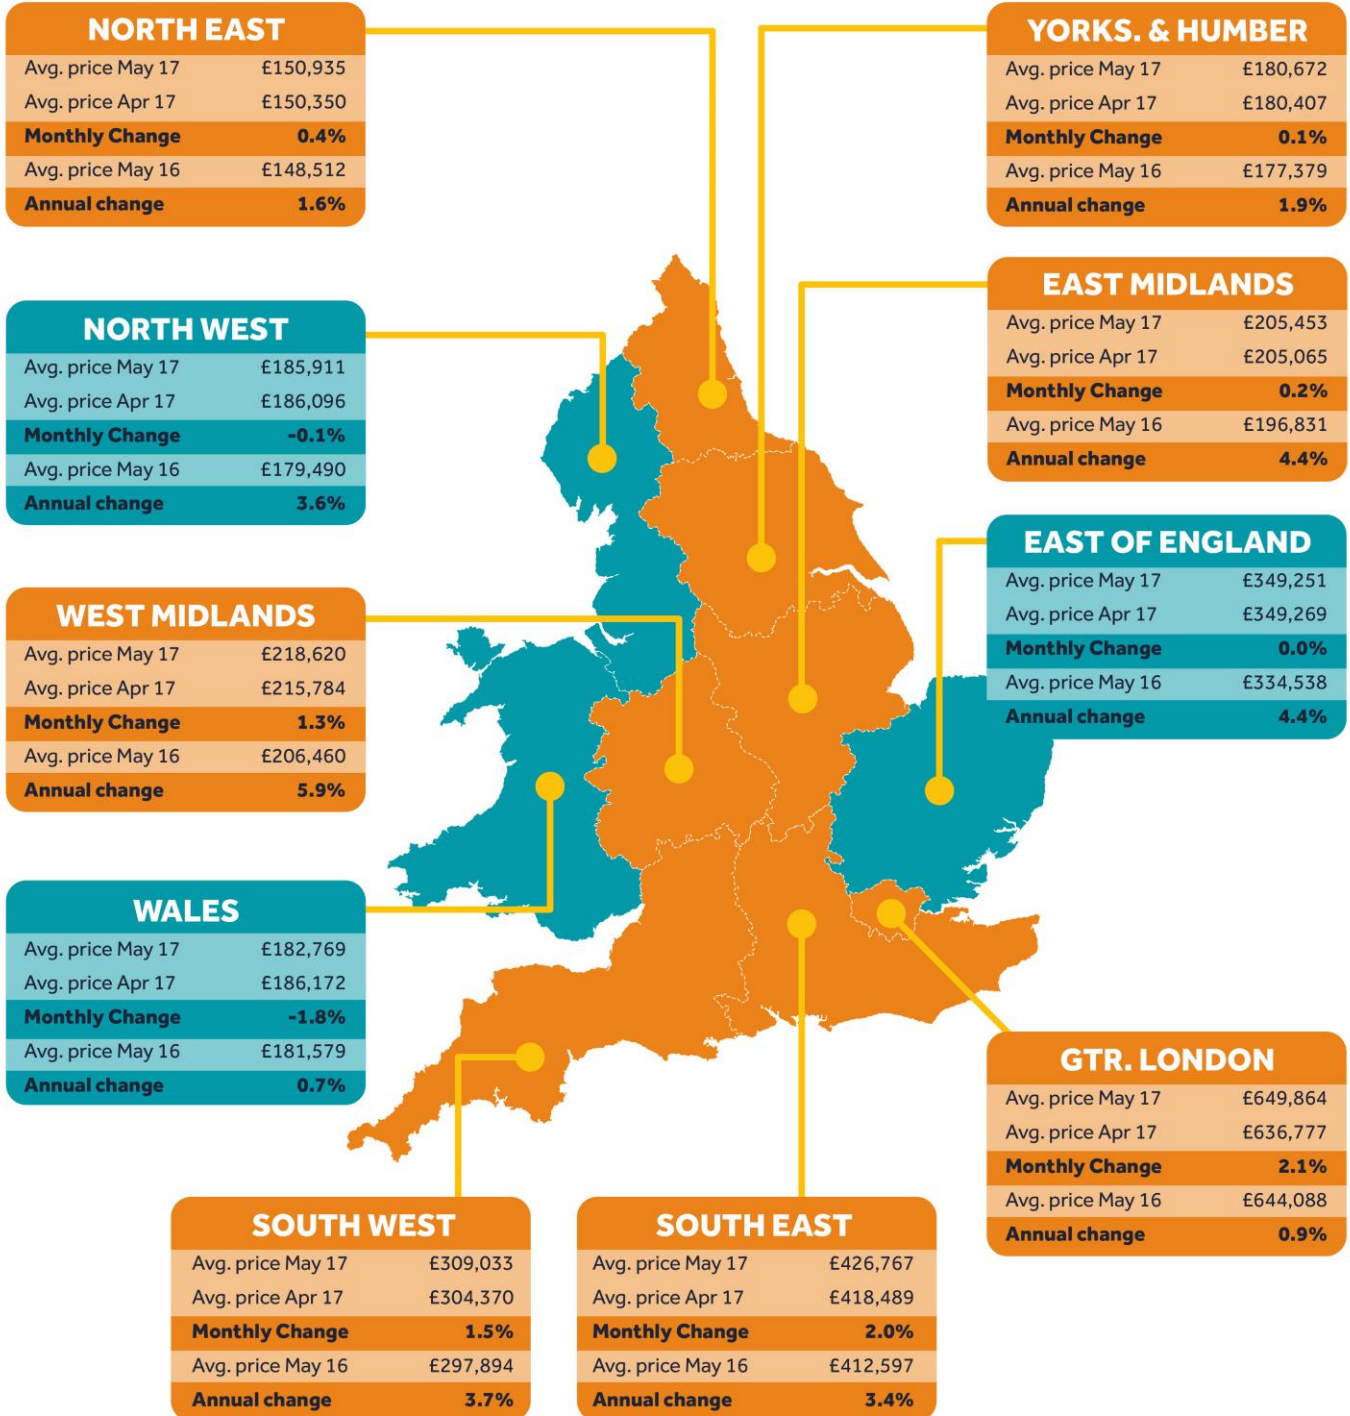 NORTH EAST
Avg. price May 17 £150,935
Avg. price Apr 17 £150,350
Monthly Change 0.4%
Avg. price May 16 £148,512
Annual change 1.6%
YORKS. & HUMBER
Avg. price May 17 £180,672
Avg. price Apr 17 £180,407
Monthly Change 0.1%
Avg. price May 16 £177,379
Annual change 1.9%
NORTH WEST
Avg. price May 17 £185,911
Avg. price Apr 17 £186,096
Monthly Change -0.1%
Avg. price May 16 £179,490
Annual change 3.6%
EAST MIDLANDS
Avg. price May 17 £205,453
Avg. price Apr 17 £205,065
Monthly Change 0.2%
Avg. price May 16 £196,831
Annual change 4.4%
WEST MIDLANDS
Avg. price May 17 £218,620
Avg. price Apr 17 £215,784
Monthly Change 1.3%
Avg. price May 16 £206,460
Annual change 5.9%
EAST OF ENGLAND
Avg. price May 17 £349,251
Avg. price Apr 17 £349,269
Monthly Change 0.0%
Avg. price May 16 £334,538
Annual change 4.4%
WALES
Avg. price May 17 £182,769
Avg. price Apr 17 £186,172
Monthly Change -1.8%
Avg. price May 16 £181,579
Annual change 0.7%
GTR. LONDON
Avg. price May 17 £649,864
Avg. price Apr 17 £636,777
Monthly Change 2.1%
Avg. price May 16 £644,088
Annual change 0.9%
SOUTH WEST
Avg. price May 17 £309,033
Avg. price Apr 17 £304,370
Monthly Change 1.5%
Avg. price May 16 £297,894
Annual change 3.7%
SOUTH EAST
Avg. price May 17 £426,767
Avg. price Apr 17 £418,489
Monthly Change 2.0%
Avg. price May 16 £412,597
Annual change 3.4%